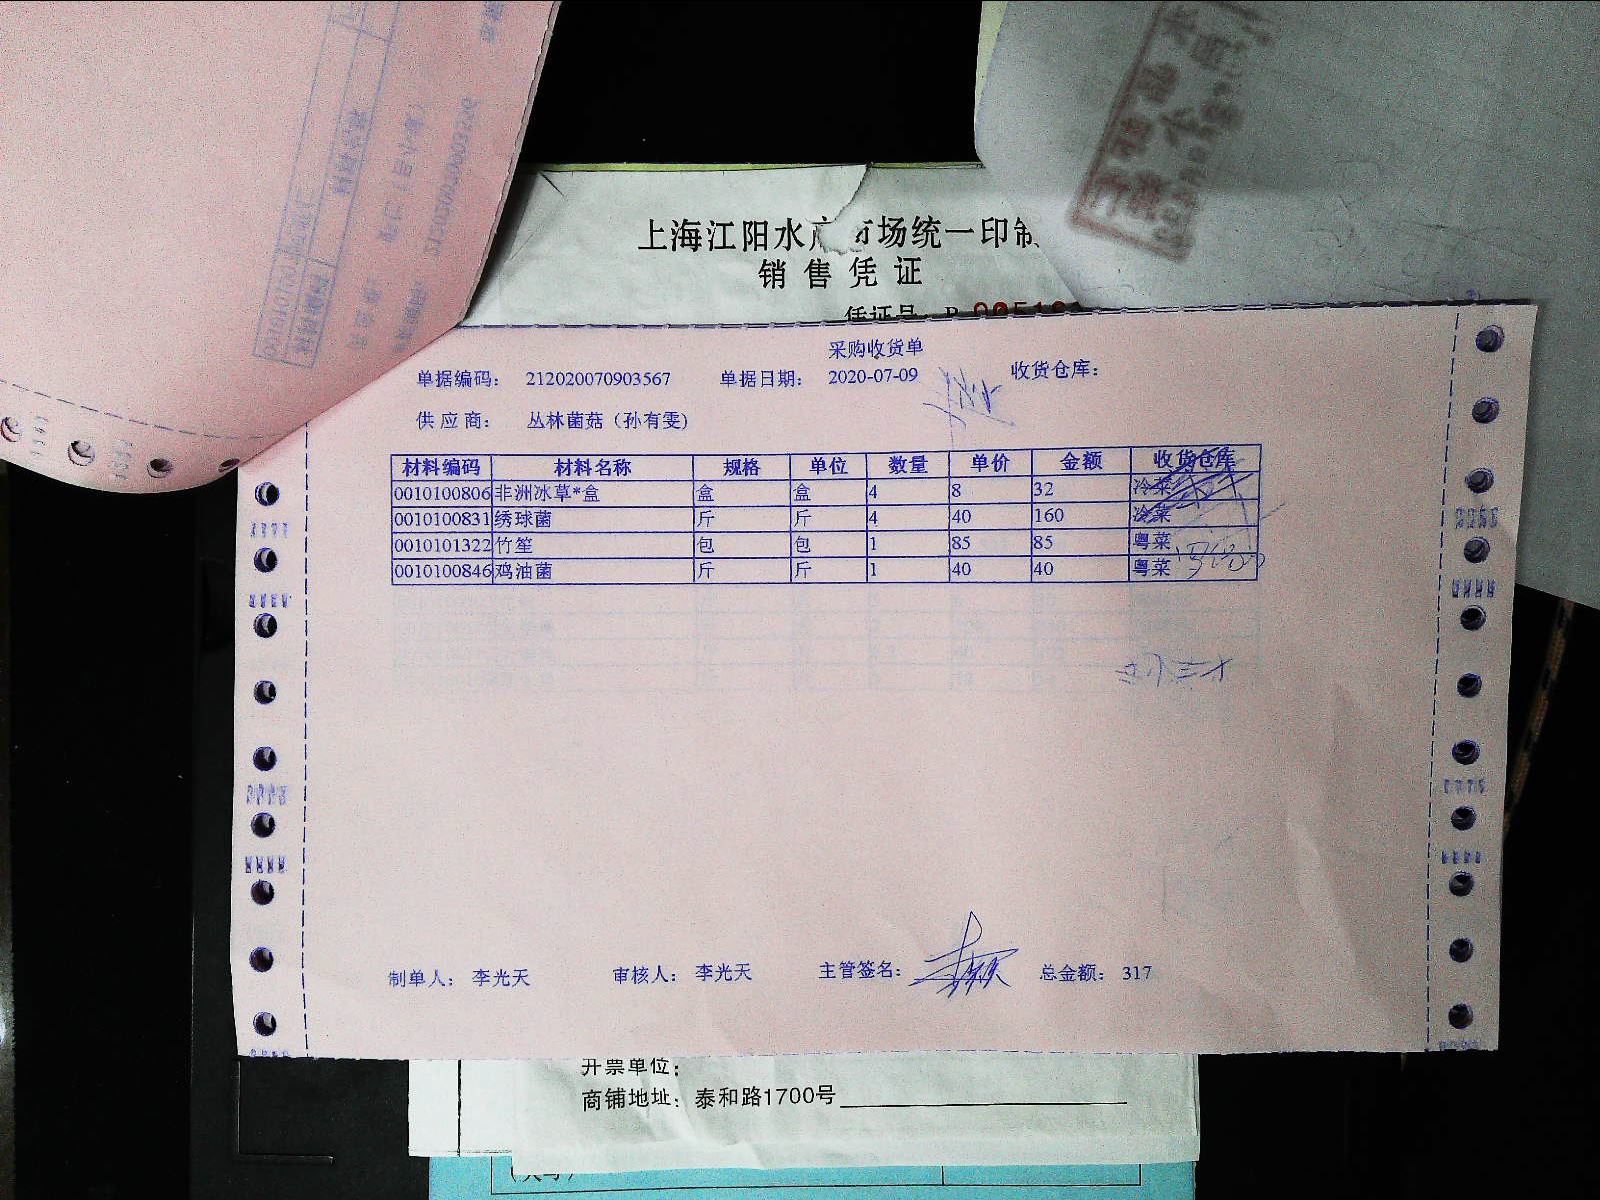 上海江阳水 市场统一印制
销售凭证
凭证号:
采购收货单
单据编码: 212020070903567 单据日期: 2020-07-09 收货仓库:
供应商: 丛林菌菇(孙有雯)
材料编码 材料名称 规格 单位 数量 单价 金额 收货仓库
0010100806 非洲冰草*盒 盒 盒 4 8 32 冷菜
0010100831 绣球菌 斤 斤 4 40 160 冷菜
0010101322 竹笙 包 包 1 85 85 粤菜
0010100846 鸡油菌 斤 斤 1 40 40 粤菜
制单人: 李光天 审核人: 李光天 主管签名: 总金额: 317
开票单位:
商铺地址: 泰和路1700号